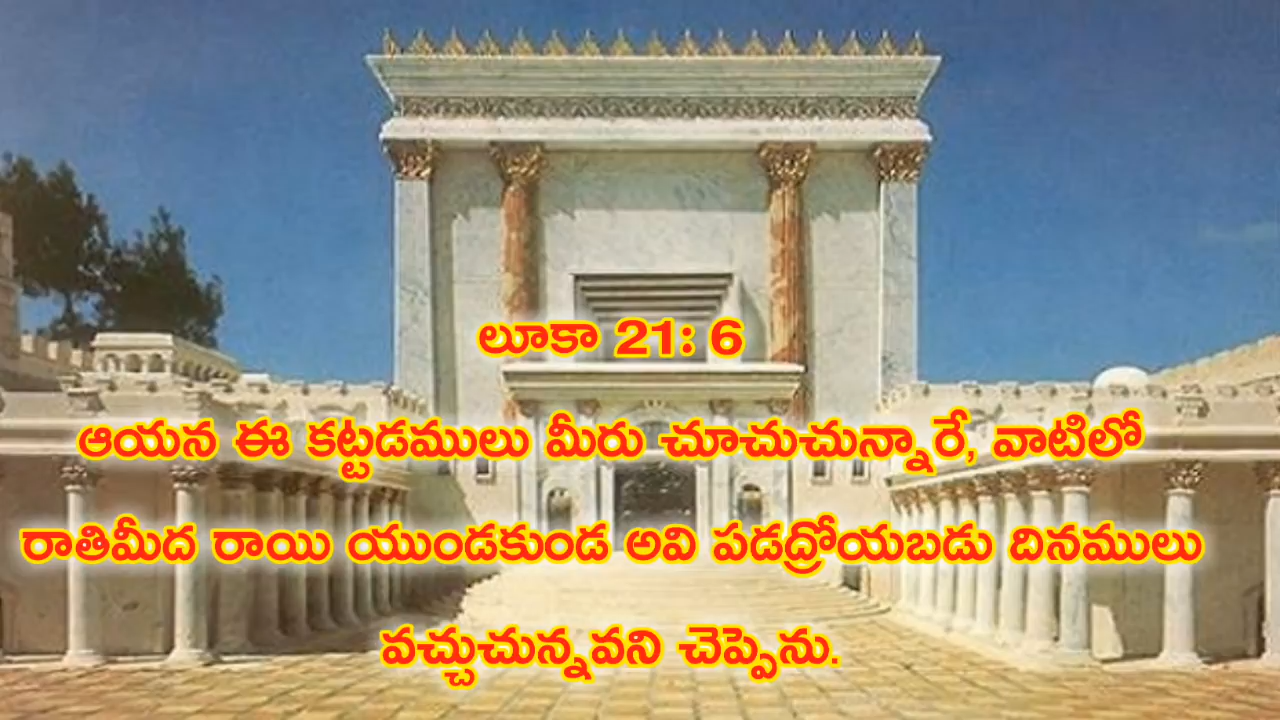 లూకా 21: 6
ఆయన ఈ కట్టడములు మీరు చూచుచున్నారే, వాటిలో
రాతిమీద రాయి యుండకుండ అవి పడద్రోయబడు దినములు
వచ్చుచున్నవని చెప్పెను.